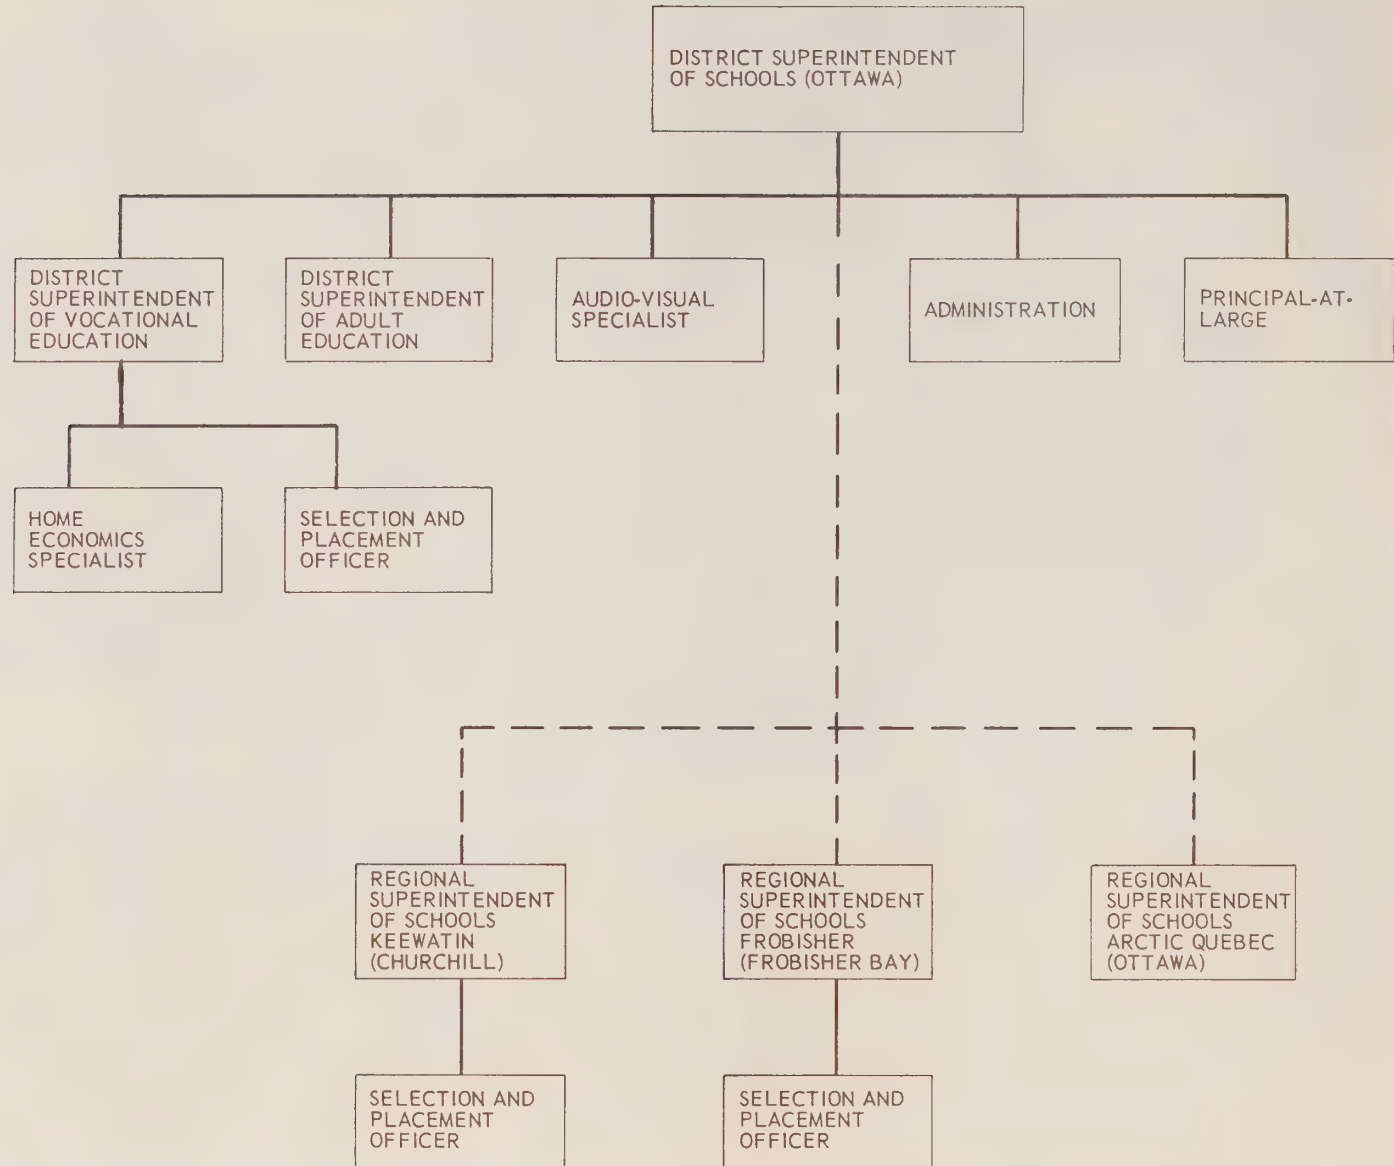 DISTRICT SUPERINTENDENT
OF SCHOOLS (OTTAWA)
DISTRICT
SUPERINTENDENT
OF VOCATIONAL
EDUCATION
DISTRICT
SUPERINTENDENT
OF ADULT
EDUCATION
AUDIO-VISUAL
SPECIALIST
ADMINISTRATION
PRINCIPAL-AT-
LARGE
HOME
ECONOMICS
SPECIALIST
SELECTION AND
PLACEMENT
OFFICER
REGIONAL
SUPERINTENDENT
OF SCHOOLS
KEEWATIN
(CHURCHILL)
REGIONAL
SUPERINTENDENT
OF SCHOOLS
FROBISHER
(FROBISHER BAY)
REGIONAL
SUPERINTENDENT
OF SCHOOLS
ARCTIC QUEBEC
(OTTAWA)
SELECTION AND
PLACEMENT
OFFICER
SELECTION AND
PLACEMENT
OFFICER